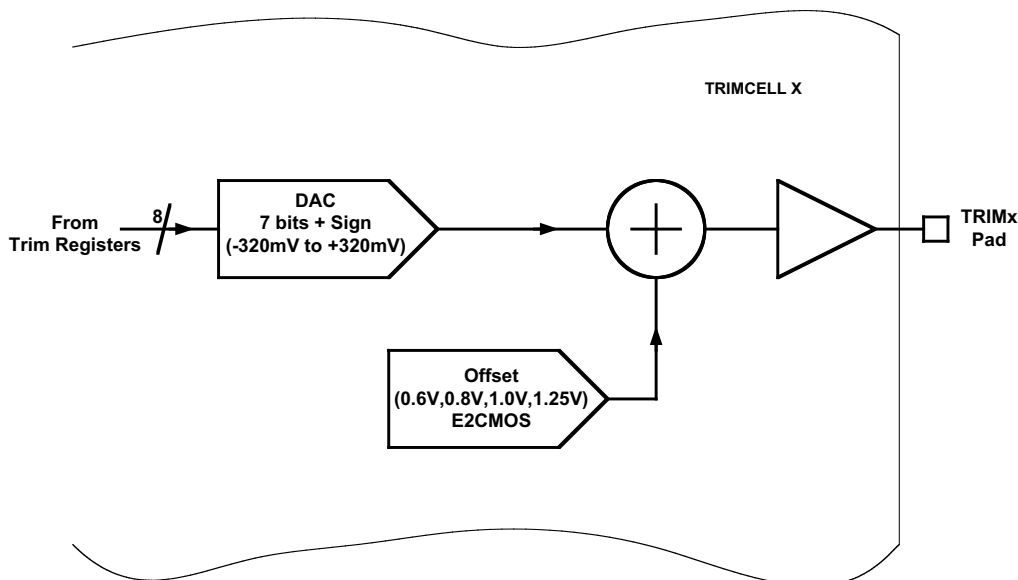 TRIMCELL X
8
DAC
7 bits + Sign
(-320mV to +320mV)
From
Trim Registers
TRIMx
Pad
Offset
(0.6V,0.8V,1.0V,1.25V)
E2CMOS